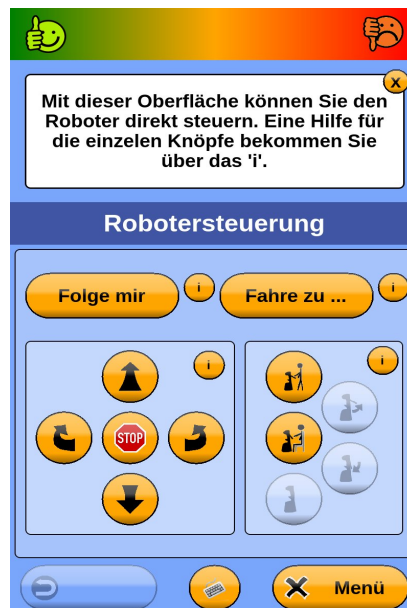 x
Mit dieser Oberfläche können Sie den
Roboter direkt steuern. Eine Hilfe für
die einzelen Knöpfe bekommen Sie
über das 'i'.
Robotersteuerung
Folge mir
i
Fahre zu ...
i
i
i
STOP
Menü